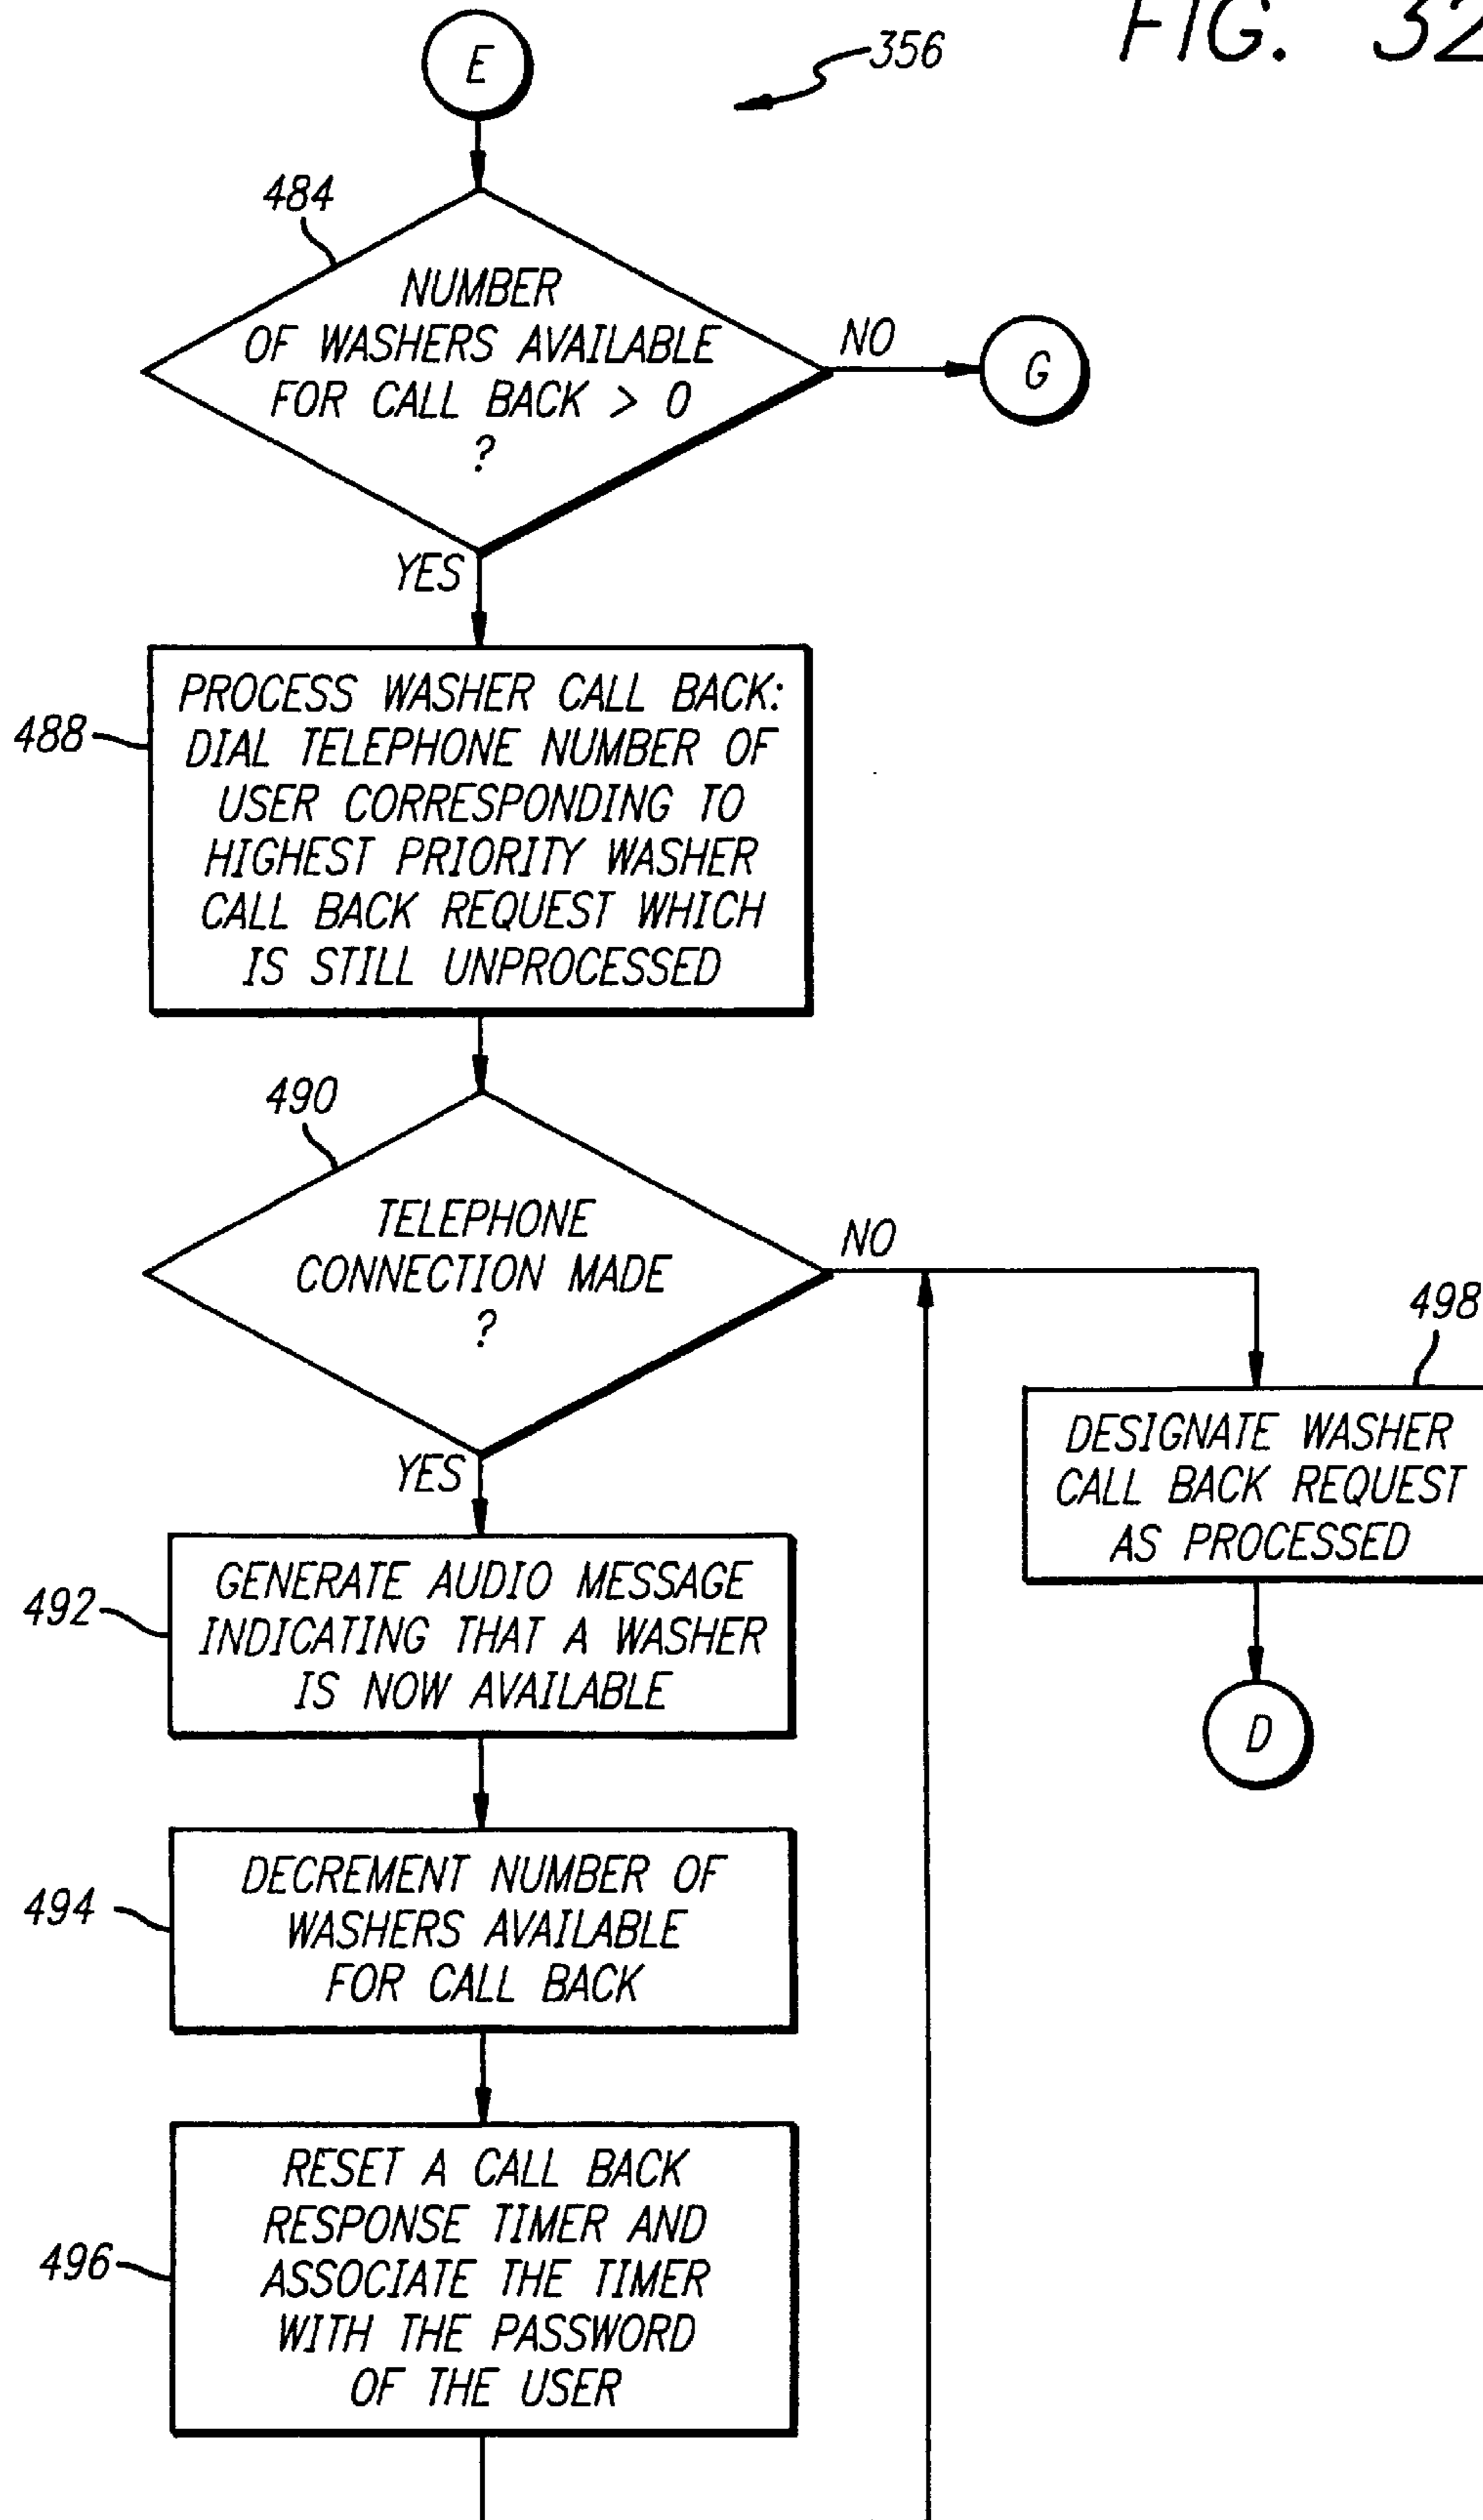 FIG. 32
E
356
484
NUMBER
OF WASHERS AVAILABLE
FOR CALL BACK > 0
?
NO
G
YES
488
PROCESS WASHER CALL BACK:
DIAL TELEPHONE NUMBER OF
USER CORRESPONDING TO
HIGHEST PRIORITY WASHER
CALL BACK REQUEST WHICH
IS STILL UNPROCESSED
490
TELEPHONE
CONNECTION MADE
?
NO
YES
498
DESIGNATE WASHER
CALL BACK REQUEST
AS PROCESSED
D
492
GENERATE AUDIO MESSAGE
INDICATING THAT A WASHER
IS NOW AVAILABLE
494
DECREMENT NUMBER OF
WASHERS AVAILABLE
FOR CALL BACK
496
RESET A CALL BACK
RESPONSE TIMER AND
ASSOCIATE THE TIMER
WITH THE PASSWORD
OF THE USER